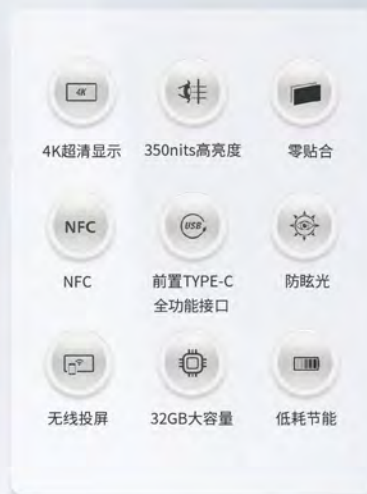 4K
4K超清显示
350nits高亮度
零贴合
NFC
USB
NFC
前置TYPE-C
全功能接口
防眩光
无线投屏
32GB大容量
低耗节能